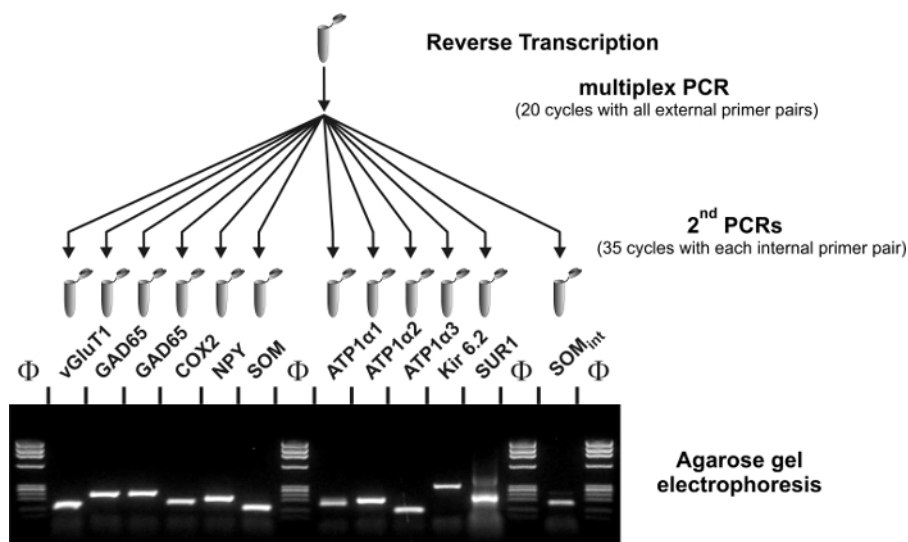 Reverse Transcription
multiplex PCR
(20 cycles with all external primer pairs)
2nd PCRs
(35 cycles with each internal primer pair)
Φ vGluT1 GAD65 GAD65 COX2 NPY SOM Φ ATP1α1 ATP1α2 ATP1α3 Kir 6.2 SUR1 Φ SOMint Φ
Agarose gel
electrophoresis